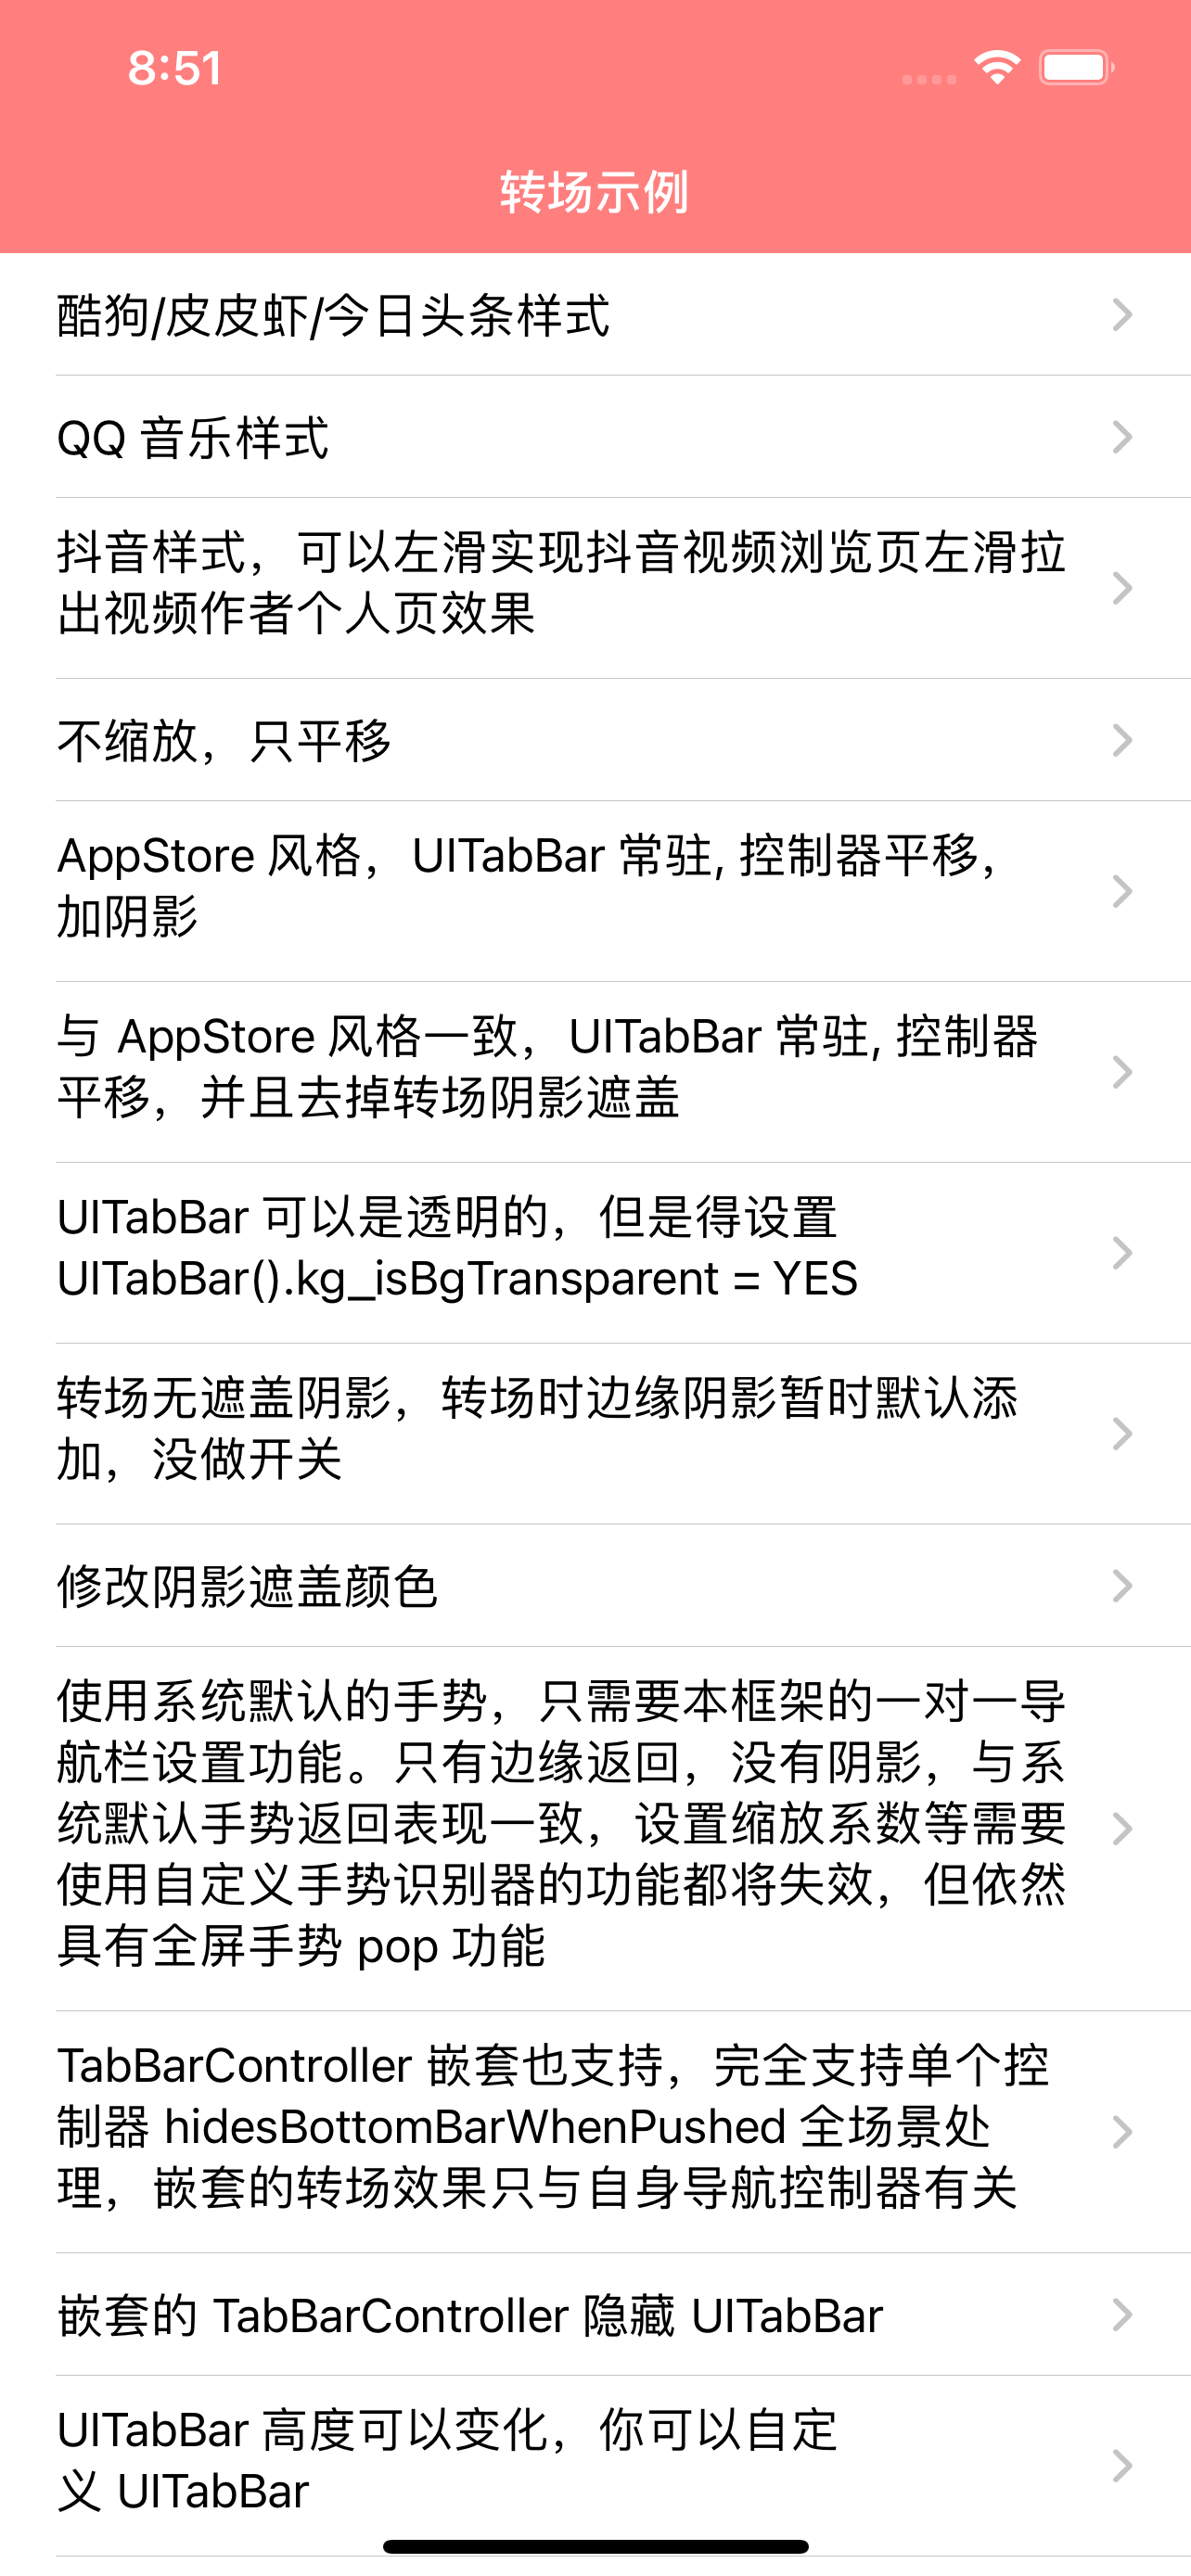 8:51
转场示例
酷狗/皮皮虾/今日头条样式
QQ 音乐样式
抖音样式，可以左滑实现抖音视频浏览页左滑拉
出视频作者个人页效果
不缩放，只平移
AppStore 风格，UITabBar 常驻, 控制器平移，
加阴影
与 AppStore 风格一致，UITabBar 常驻, 控制器
平移，并且去掉转场阴影遮盖
UITabBar 可以是透明的，但是得设置
UITabBar().kg_isBgTransparent = YES
转场无遮盖阴影，转场时边缘阴影暂时默认添
加，没做开关
修改阴影遮盖颜色
使用系统默认的手势，只需要本框架的一对一导
航栏设置功能。只有边缘返回，没有阴影，与系
统默认手势返回表现一致，设置缩放系数等需要
使用自定义手势识别器的功能都将失效，但依然
具有全屏手势 pop 功能
TabBarController 嵌套也支持，完全支持单个控
制器 hidesBottomBarWhenPushed 全场景处
理，嵌套的转场效果只与自身导航控制器有关
嵌套的 TabBarController 隐藏 UITabBar
UITabBar 高度可以变化，你可以自定
义 UITabBar